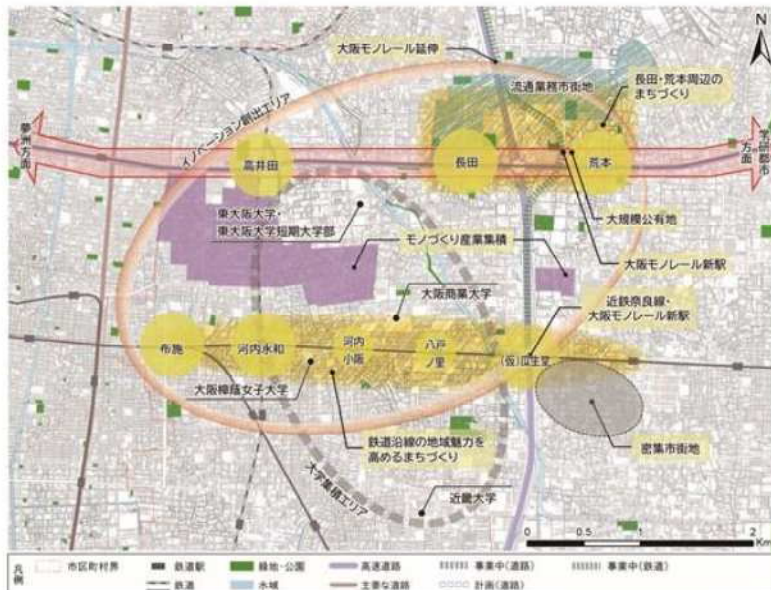 N
大阪モノレール延伸
流通業務市街地
長田・荒本周辺の
まちづくり
イノベーション創出エリア
夢洲方面
高井田
長田
荒本
学研都市
方面
東大阪大学・
東大阪大学短期大学部
大規模公有地
モノづくり産業集積
大阪モノレール新駅
大阪商業大学
近鉄奈良線・
大阪モノレール新駅
布施
河内永和
河内
小阪
八戸
ノ里
(仮)瓜生堂
大阪樟蔭女子大学
鉄道沿線の地域魅力を
高めるまちづくり
密集市街地
大学集積エリア
近畿大学
0 0.5 1 2
Km
凡例
市区町村界 鉄道駅 緑地・公園 高速道路 事業中(道路) 事業中(鉄道)
鉄道 水域 主要な道路 計画(道路)